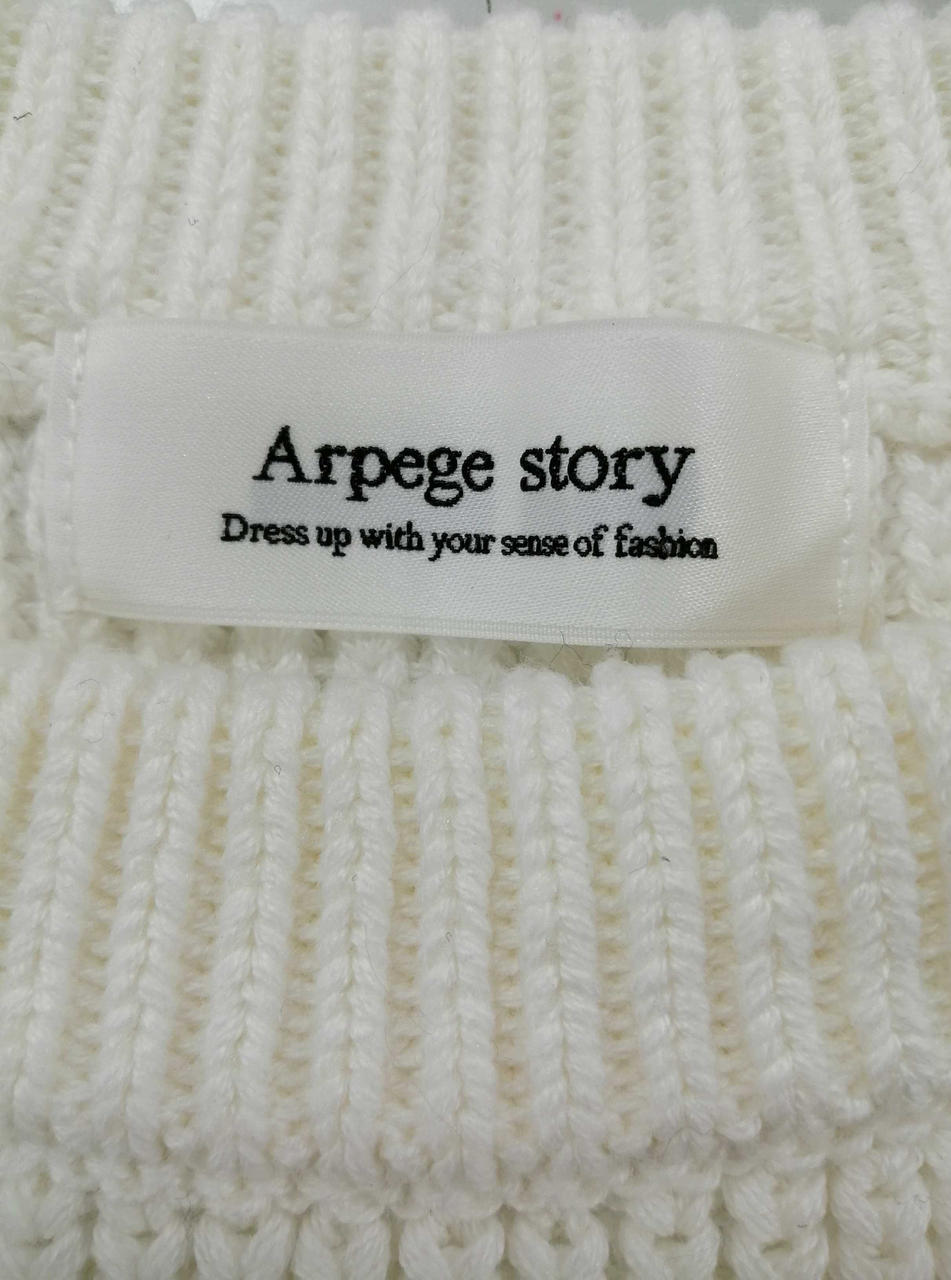 Arpege story
Dress up with your sense of fashion